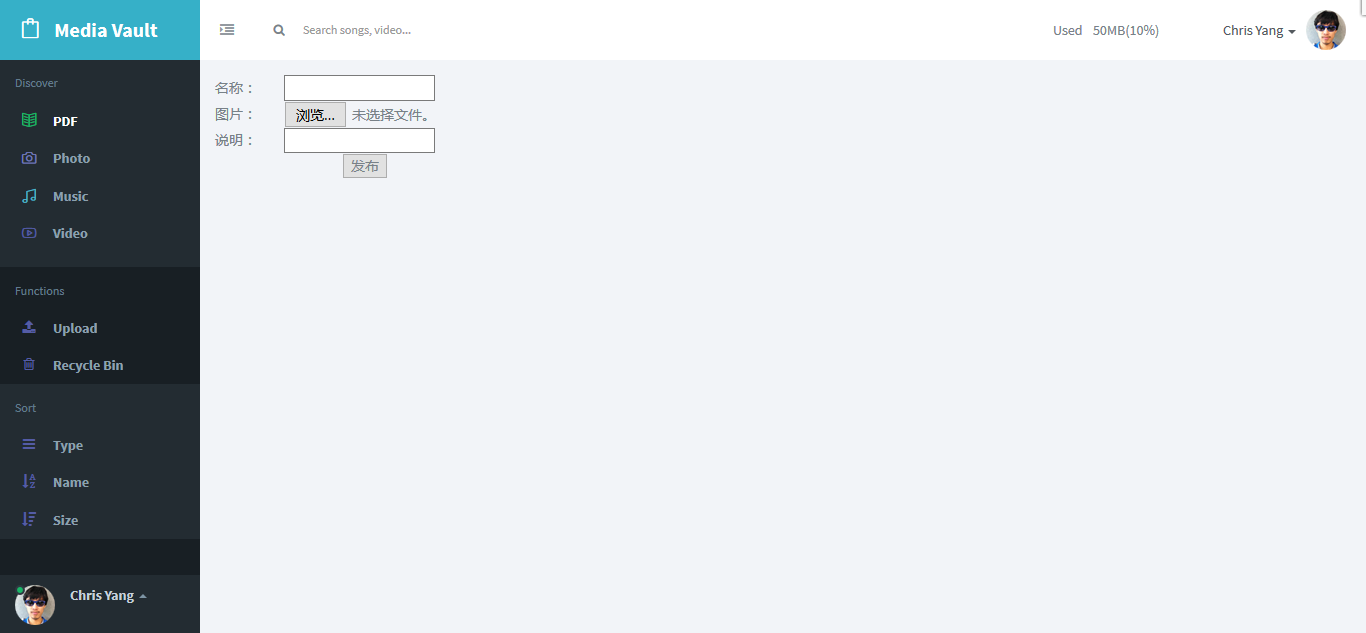 Media Vault
Search songs, video...
Used 50MB(10%)
Chris Yang
Discover
PDF
Photo
Music
Video
Functions
Upload
Recycle Bin
Sort
Type
Name
Size
Chris Yang
名称：
图片： 浏览... 未选择文件。
说明：
发布